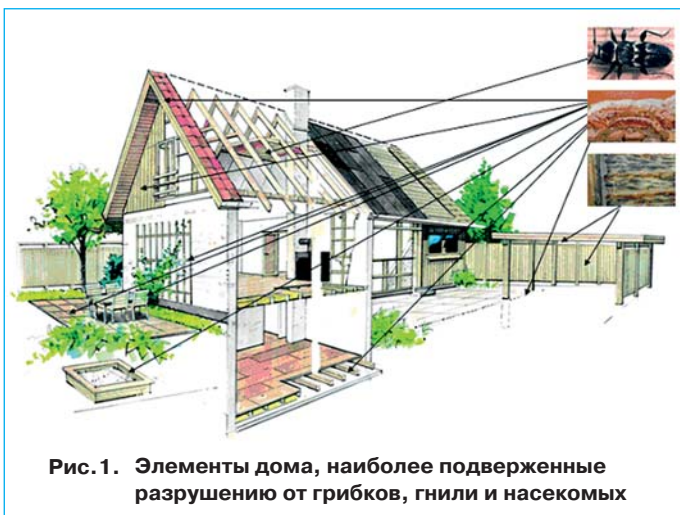 Рис.1. Элементы дома, наиболее подверженные
разрушению от грибков, гнили и насекомых